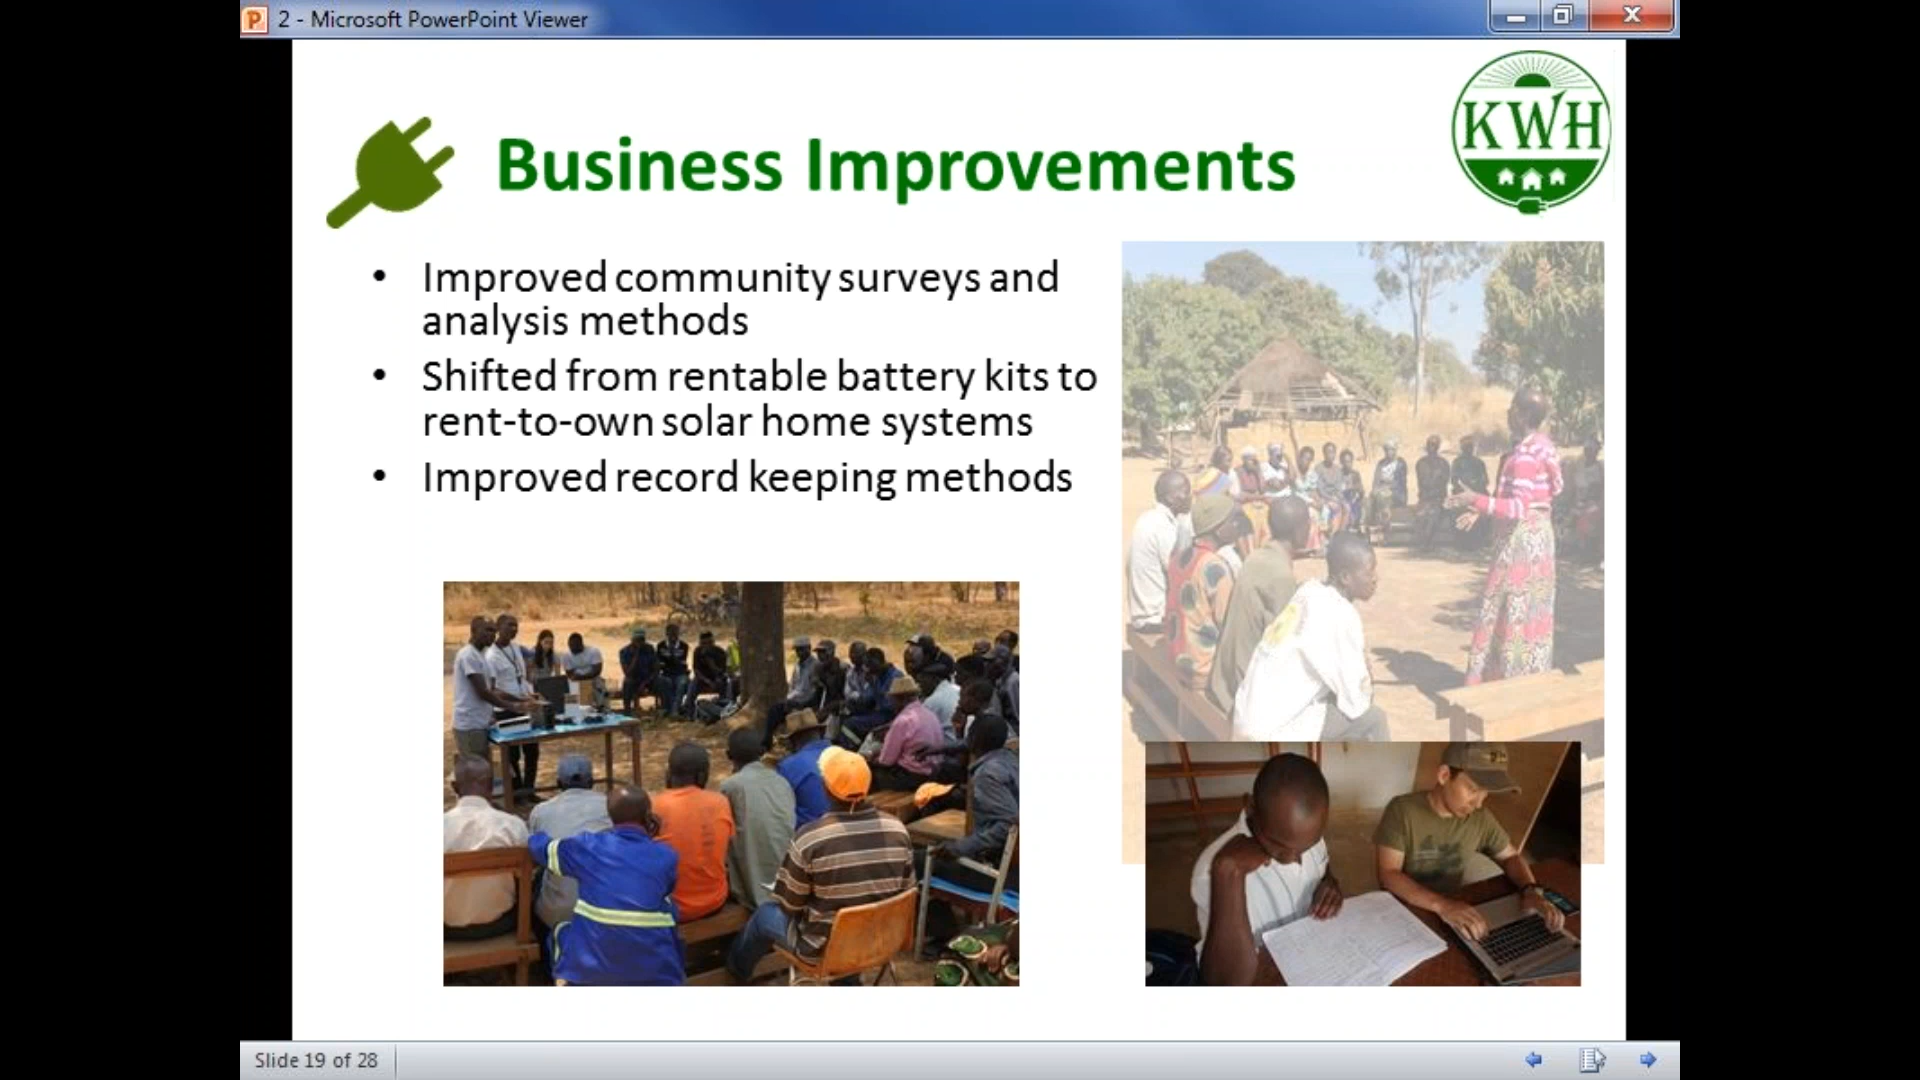 2 - Microsoft PowerPoint Viewer
KWH
Business Improvements
• Improved community surveys and
analysis methods
• Shifted from rentable battery kits to
rent-to-own solar home systems
• Improved record keeping methods
Slide 19 of 28